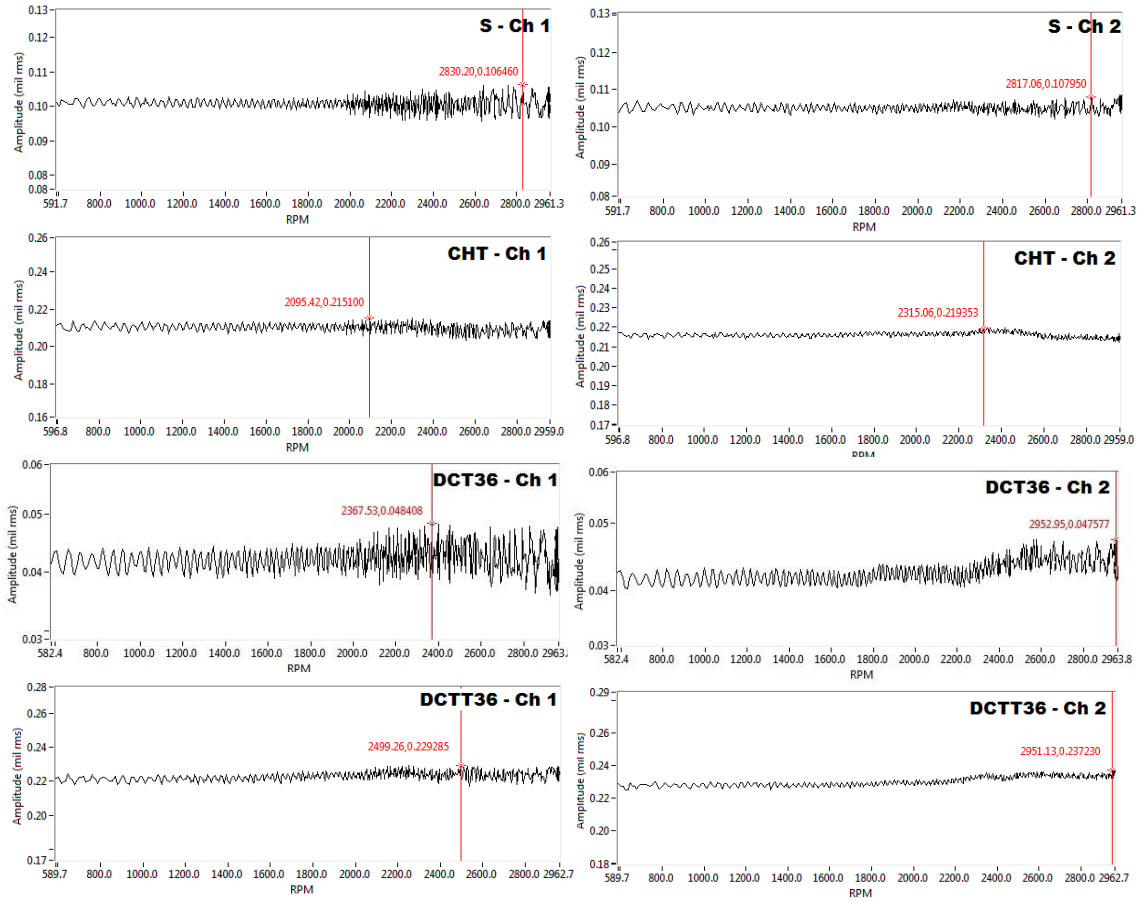 S - Ch 1
Amplitude (mil rms)
0.13
0.12
0.11
0.10
0.09
0.08
0.08
2830.20,0.106460
591.7 800.0 1000.0 1200.0 1400.0 1600.0 1800.0 2000.0 2200.0 2400.0 2600.0 2800.0 2961.3
RPM
S - Ch 2
Amplitude (mil rms)
0.13
0.12
0.11
0.10
0.09
0.08
2817.06,0.107950
591.7 800.0 1000.0 1200.0 1400.0 1600.0 1800.0 2000.0 2200.0 2400.0 2600.0 2800.0 2961.3
RPM
CHT - Ch 1
Amplitude (mil rms)
0.26
0.24
0.22
0.20
0.18
0.16
2095.42,0.215100
596.8 800.0 1000.0 1200.0 1400.0 1600.0 1800.0 2000.0 2200.0 2400.0 2600.0 2800.0 2959.0
RPM
CHT - Ch 2
Amplitude (mil rms)
0.26
0.25
0.24
0.23
0.22
0.21
0.20
0.19
0.18
0.17
2315.06,0.219353
596.8 800.0 1000.0 1200.0 1400.0 1600.0 1800.0 2000.0 2200.0 2400.0 2600.0 2800.0 2959.0
RPM
DCT36 - Ch 1
Amplitude (mil rms)
0.06
0.05
0.04
0.03
2367.53,0.048408
582.4 800.0 1000.0 1200.0 1400.0 1600.0 1800.0 2000.0 2200.0 2400.0 2600.0 2800.0 2963.8
RPM
DCT36 - Ch 2
Amplitude (mil rms)
0.06
0.05
0.04
0.03
2952.95,0.047577
582.4 800.0 1000.0 1200.0 1400.0 1600.0 1800.0 2000.0 2200.0 2400.0 2600.0 2800.0 2963.8
RPM
DCTT36 - Ch 1
Amplitude (mil rms)
0.28
0.26
0.24
0.22
0.20
0.17
2499.26,0.229285
589.7 800.0 1000.0 1200.0 1400.0 1600.0 1800.0 2000.0 2200.0 2400.0 2600.0 2800.0 2962.7
RPM
DCTT36 - Ch 2
Amplitude (mil rms)
0.29
0.26
0.24
0.22
0.20
0.18
2951.13,0.237230
589.7 800.0 1000.0 1200.0 1400.0 1600.0 1800.0 2000.0 2200.0 2400.0 2600.0 2800.0 2962.7
RPM